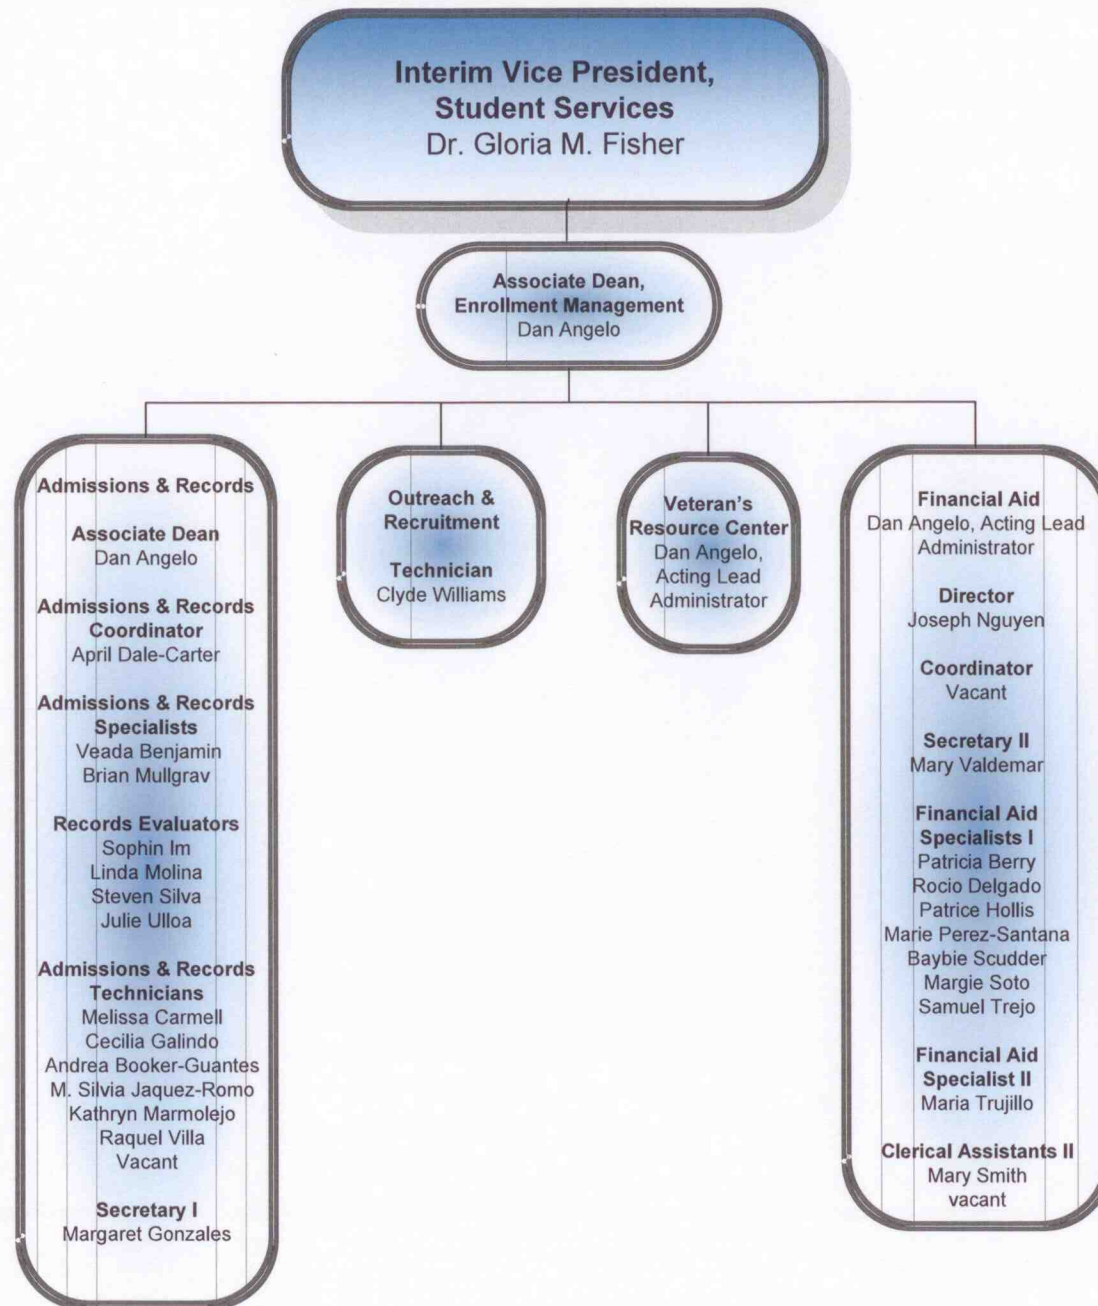 Interim Vice President,
Student Services
Dr. Gloria M. Fisher
Associate Dean,
Enrollment Management
Dan Angelo
Admissions & Records
Associate Dean
Dan Angelo
Admissions & Records
Coordinator
April Dale-Carter
Admissions & Records
Specialists
Veada Benjamin
Brian Mullgrav
Records Evaluators
Sophin Im
Linda Molina
Steven Silva
Julie Ulloa
Admissions & Records
Technicians
Melissa Carmell
Cecilia Galindo
Andrea Booker-Guantes
M. Silvia Jaquez-Romo
Kathryn Marmolejo
Raquel Villa
Vacant
Secretary I
Margaret Gonzales
Outreach &
Recruitment
Technician
Clyde Williams
Veteran's
Resource Center
Dan Angelo,
Acting Lead
Administrator
Financial Aid
Dan Angelo, Acting Lead
Administrator
Director
Joseph Nguyen
Coordinator
Vacant
Secretary II
Mary Valdemar
Financial Aid
Specialists I
Patricia Berry
Rocio Delgado
Patrice Hollis
Marie Perez-Santana
Baybie Scudder
Margie Soto
Samuel Trejo
Financial Aid
Specialist II
Maria Trujillo
Clerical Assistants II
Mary Smith
vacant